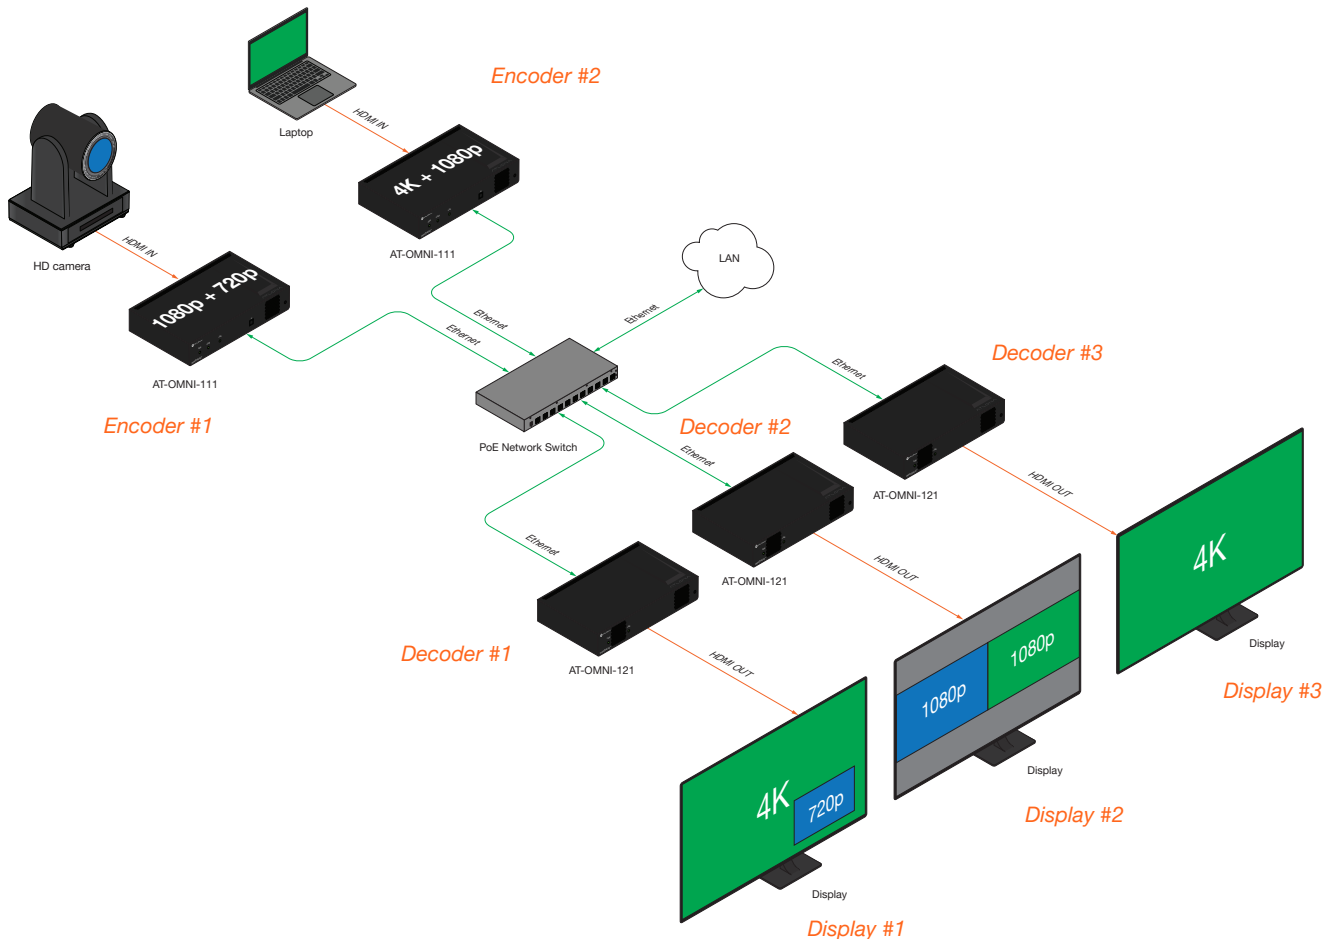 Encoder #2
HDMI IN
Laptop
4K + 1080p
AT-OMNI-111
HDMI IN
HD camera
1080p + 720p
AT-OMNI-111
Encoder #1
LAN
Ethernet
Ethernet
Ethernet
PoE Network Switch
Decoder #3
Ethernet
AT-OMNI-121
HDMI OUT
Decoder #2
Ethernet
AT-OMNI-121
HDMI OUT
Ethernet
Decoder #1
AT-OMNI-121
HDMI OUT
4K
Display
Display #3
1080p
1080p
Display
Display #2
4K
720p
Display
Display #1